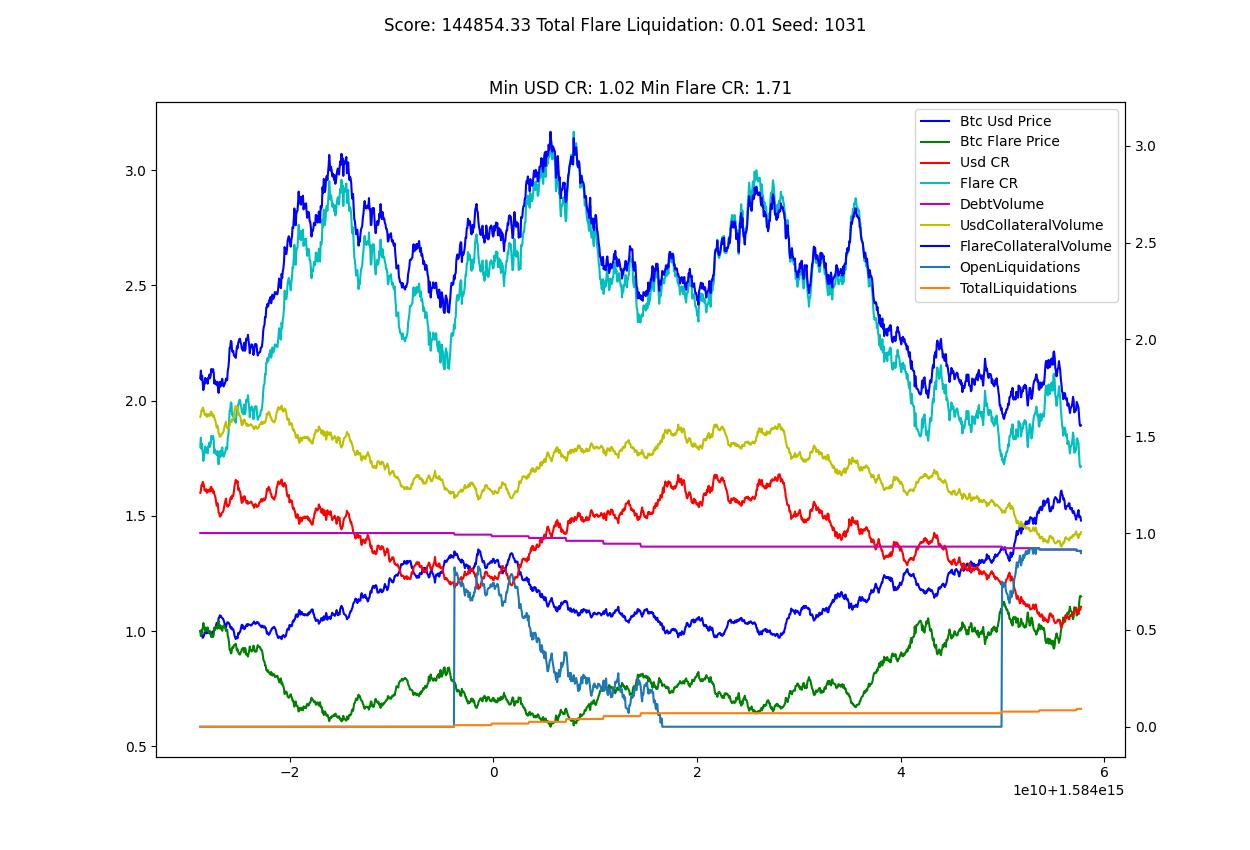 Score: 144854.33 Total Flare Liquidation: 0.01 Seed: 1031
Min USD CR: 1.02 Min Flare CR: 1.71
Btc Usd Price
Btc Flare Price
Usd CR
Flare CR
DebtVolume
UsdCollateralVolume
FlareCollateralVolume
OpenLiquidations
TotalLiquidations
3.0
2.5
2.0
1.5
1.0
0.5
3.0
2.5
2.0
1.5
1.0
0.5
0.0
−2 0 2 4 6
1e10+1.584e15